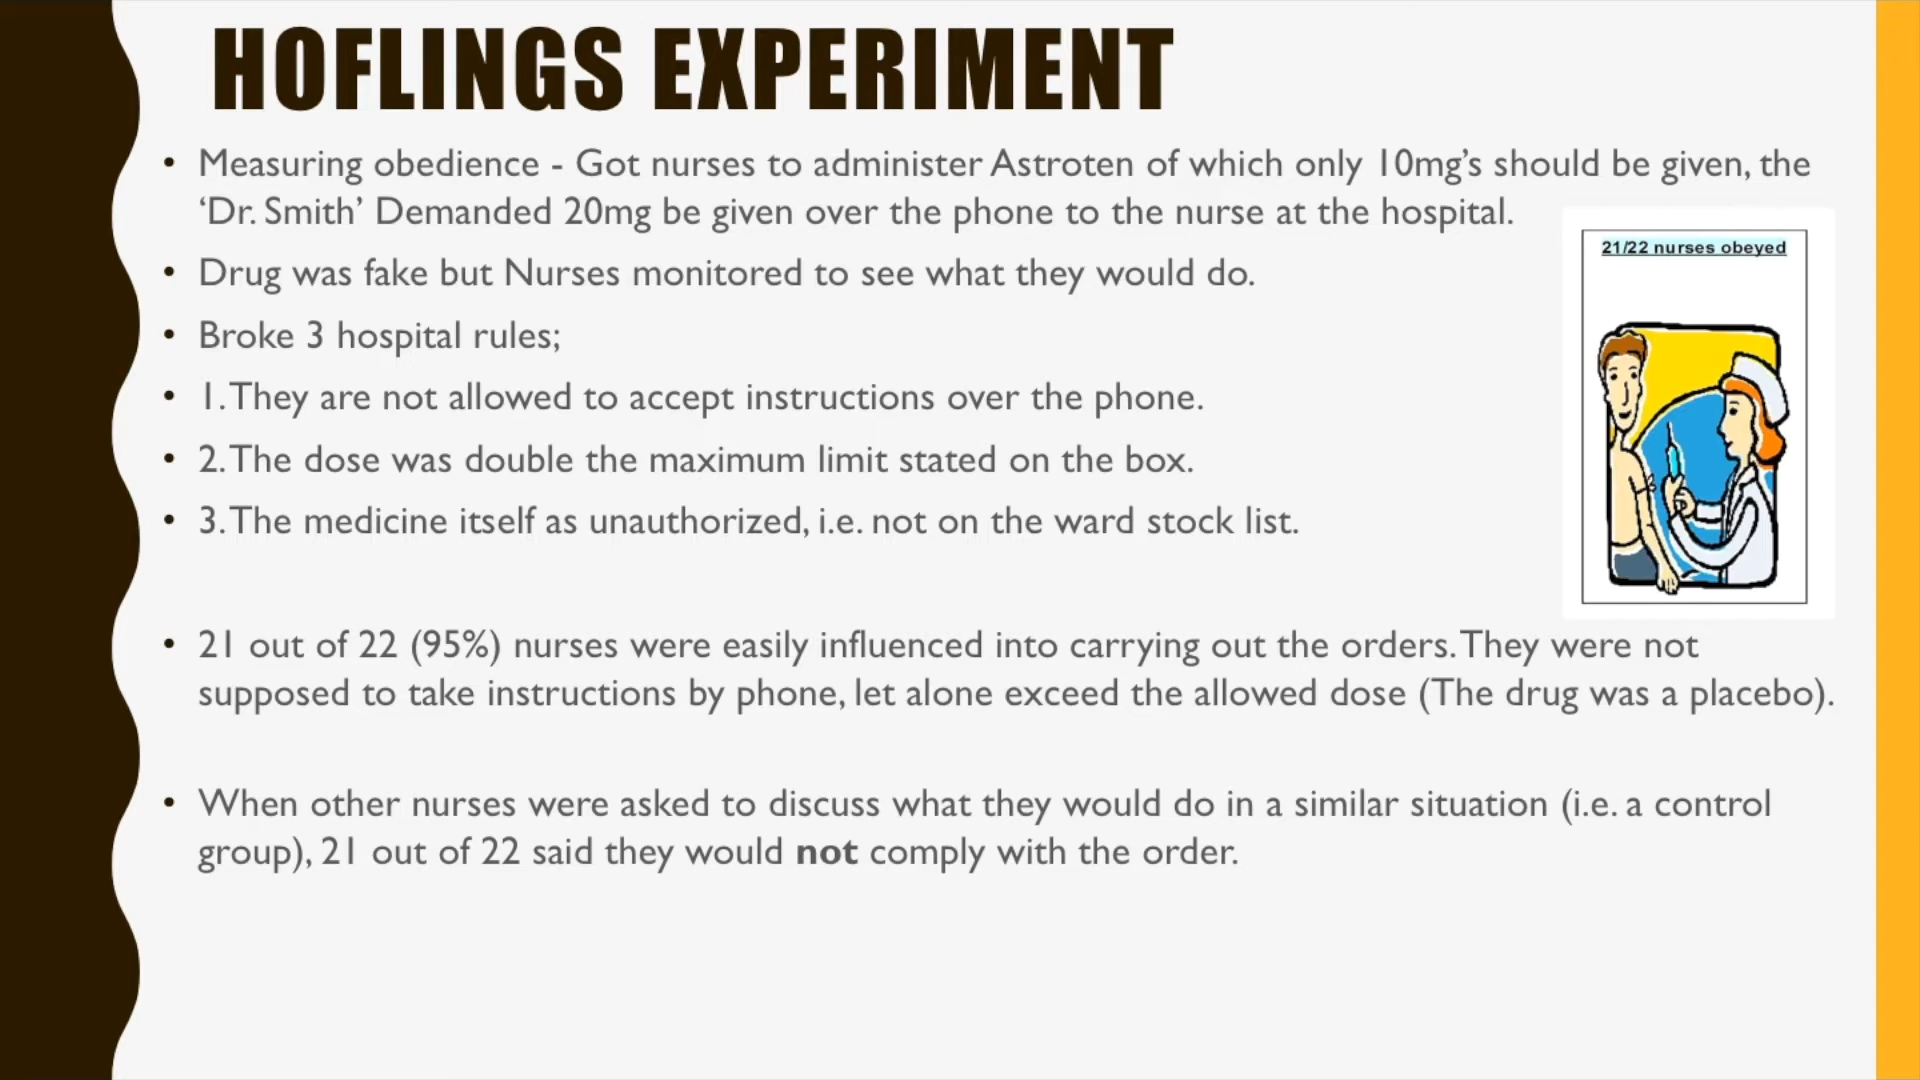 HOFLINGS EXPERIMENT
• Measuring obedience - Got nurses to administer Astroten of which only 10mg's should be given, the
'Dr. Smith' Demanded 20mg be given over the phone to the nurse at the hospital.
21/22 nurses obeyed
• Drug was fake but Nurses monitored to see what they would do.
• Broke 3 hospital rules;
• 1. They are not allowed to accept instructions over the phone.
• 2. The dose was double the maximum limit stated on the box.
• 3. The medicine itself as unauthorized, i.e. not on the ward stock list.
• 21 out of 22 (95%) nurses were easily influenced into carrying out the orders. They were not
supposed to take instructions by phone, let alone exceed the allowed dose (The drug was a placebo).
• When other nurses were asked to discuss what they would do in a similar situation (i.e. a control
group), 21 out of 22 said they would not comply with the order.